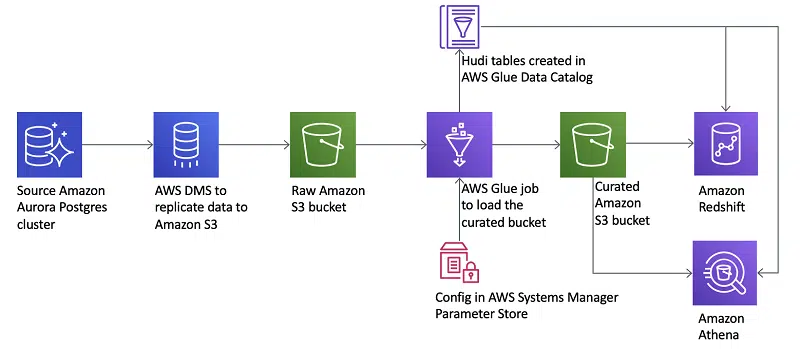 Hudi tables created in
AWS Glue Data Catalog
Source Amazon
Aurora Postgres
cluster
AWS DMS to
replicate data to
Amazon S3
Raw Amazon
S3 bucket
AWS Glue job
to load the
curated bucket
Curated
Amazon
S3 bucket
Amazon
Redshift
Config in AWS Systems Manager
Parameter Store
Amazon
Athena